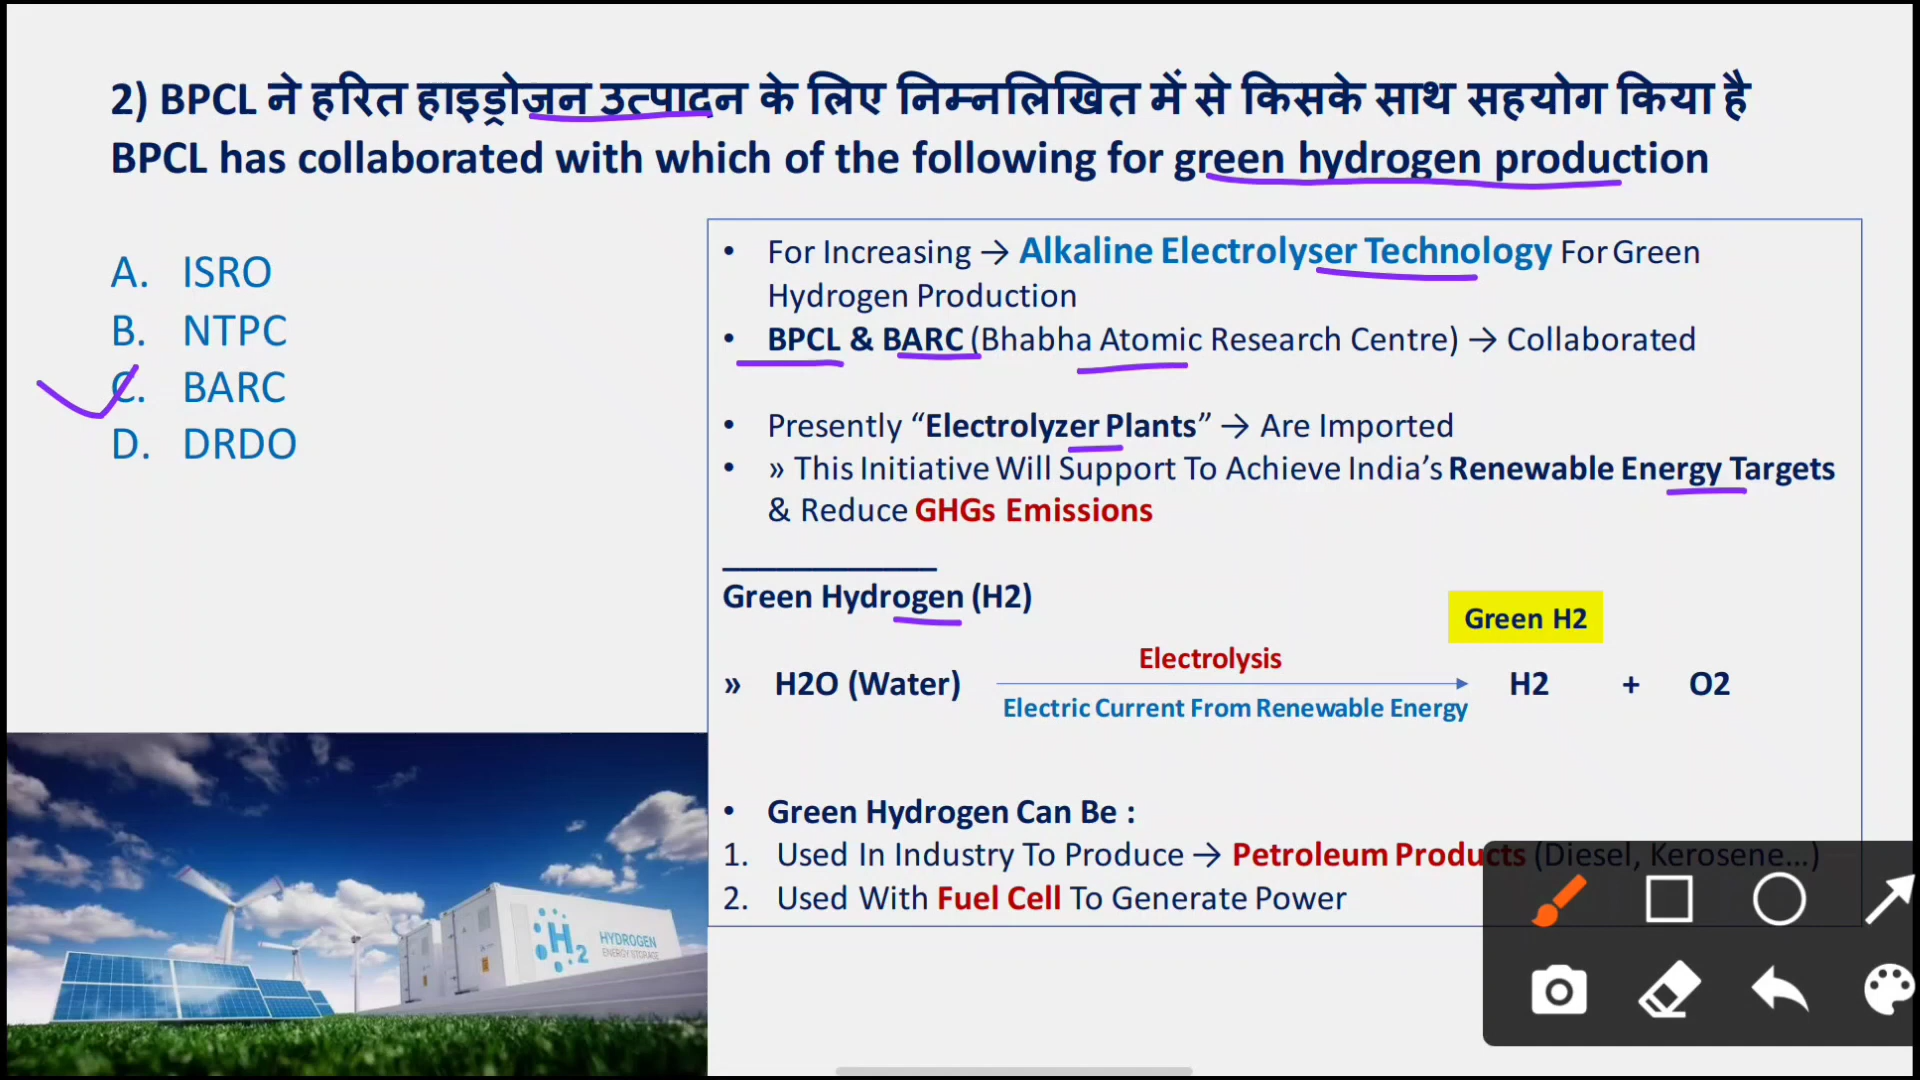 2) BPCL ने हरित हाइड्रोजन उत्पादन के लिए निम्नलिखित में से किसके साथ सहयोग किया है
BPCL has collaborated with which of the following for green hydrogen production
A. ISRO
B. NTPC
C. BARC
D. DRDO
• For Increasing → Alkaline Electrolyser Technology For Green
Hydrogen Production
• BPCL & BARC (Bhabha Atomic Research Centre) → Collaborated
• Presently “Electrolyzer Plants” → Are Imported
• » This Initiative Will Support To Achieve India’s Renewable Energy Targets
& Reduce GHGs Emissions
____________
Green Hydrogen (H2)
Green H2
Electrolysis
» H2O (Water) H2 + O2
Electric Current From Renewable Energy
• Green Hydrogen Can Be :
1. Used In Industry To Produce → Petroleum Products (Diesel, Kerosene...)
2. Used With Fuel Cell To Generate Power
H2 HYDROGEN
ENERGY STORAGE